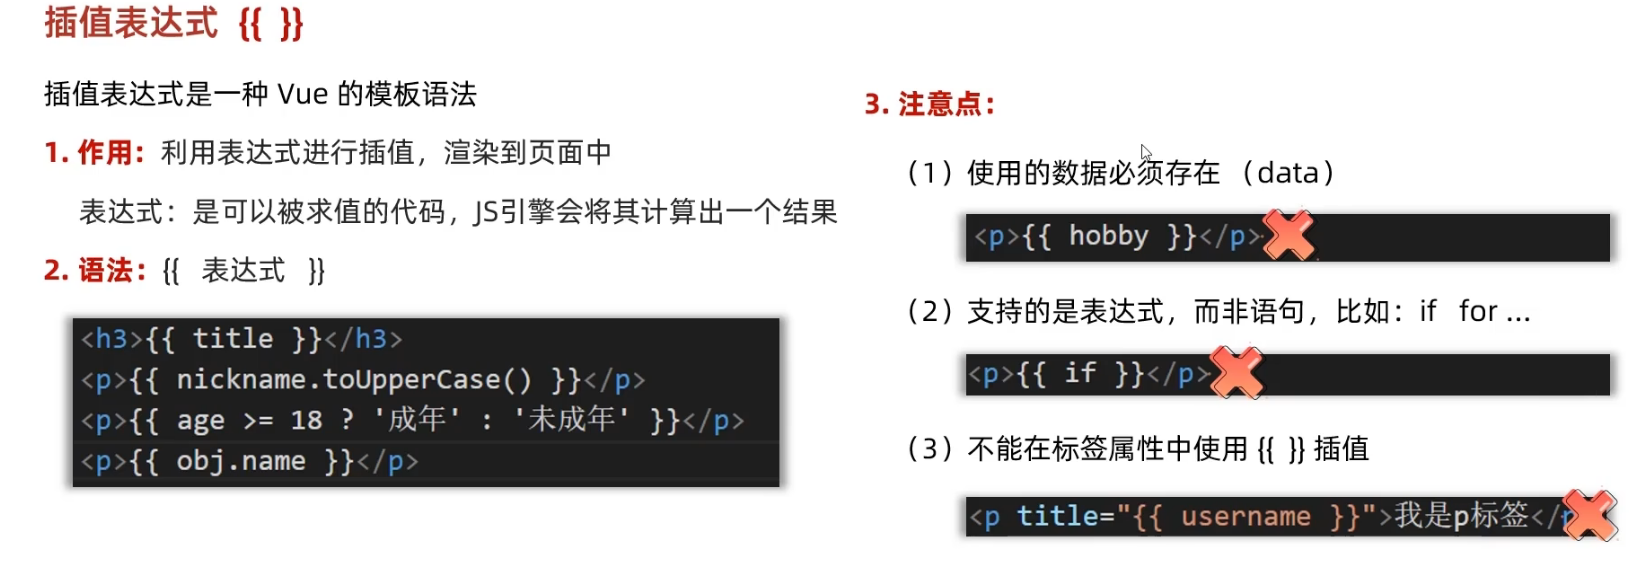 插值表达式 {{ }}
插值表达式是一种 Vue 的模板语法
1. 作用：利用表达式进行插值，渲染到页面中
表达式：是可以被求值的代码，JS引擎会将其计算出一个结果
2. 语法：{{ 表达式 }}
<h3>{{ title }}</h3>
<p>{{ nickname.toUpperCase() }}</p>
<p>{{ age >= 18 ? '成年' : '未成年' }}</p>
<p>{{ obj.name }}</p>
3. 注意点：
（1）使用的数据必须存在 （data）
<p>{{ hobby }}</p>
（2）支持的是表达式，而非语句，比如：if for ...
<p>{{ if }}</p>
（3）不能在标签属性中使用 {{ }} 插值
<p title="{{ username }}">我是p标签</p